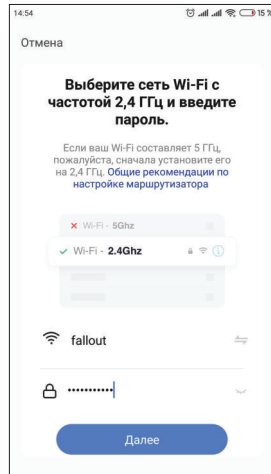 14:54
15 %
Отмена
Выберите сеть Wi-Fi с
частотой 2,4 ГГц и введите
пароль.
Если ваш Wi-Fi составляет 5 ГГц,
пожалуйста, сначала установите его
на 2,4 ГГц. Общие рекомендации по
настройке маршрутизатора
Wi-Fi - 5Ghz
Wi-Fi - 2.4Ghz
fallout
•••••••••••
Далее